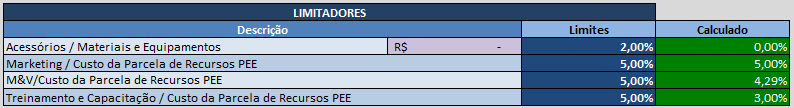 LIMITADORES
Descrição Limites Calculado
Acessórios / Materiais e Equipamentos R$ - 2,00% 0,00%
Marketing / Custo da Parcela de Recursos PEE 5,00% 5,00%
M&V/Custo da Parcela de Recursos PEE 5,00% 4,29%
Treinamento e Capacitação / Custo da Parcela de Recursos PEE 5,00% 3,00%